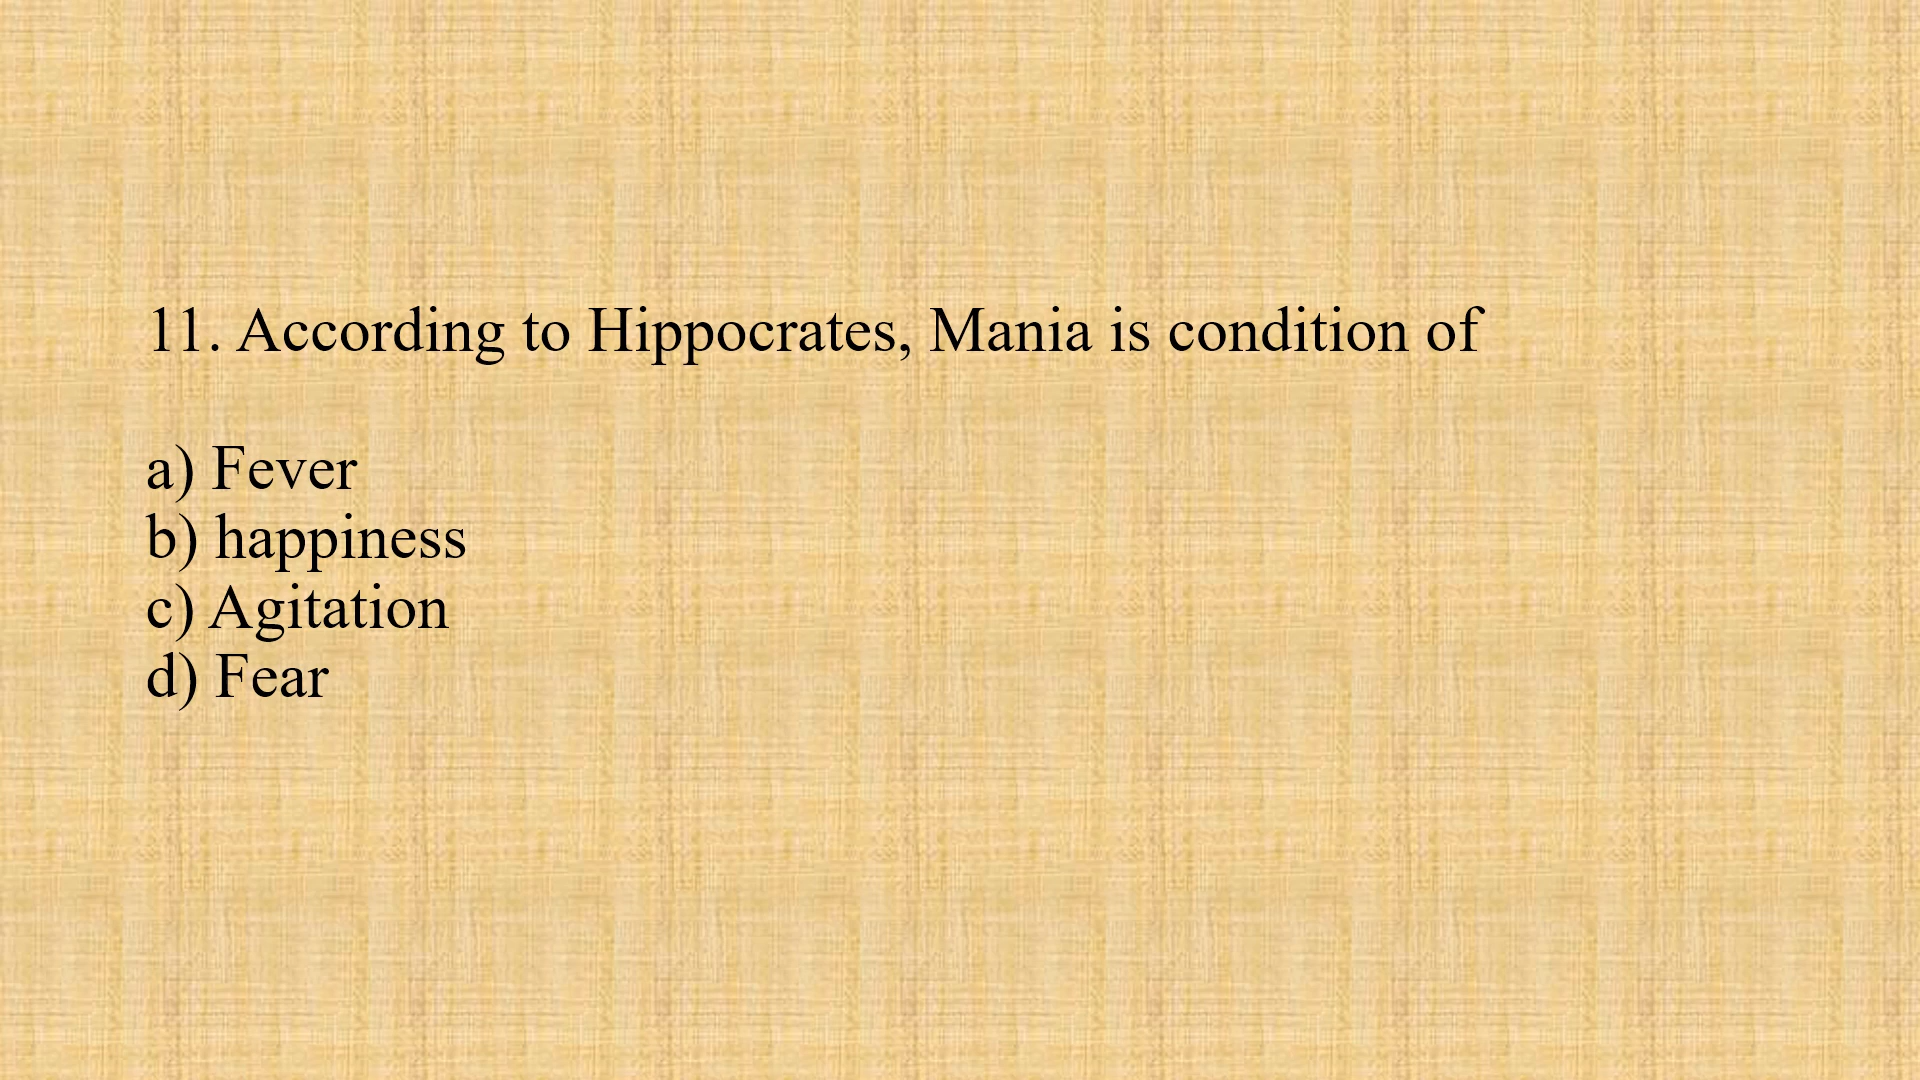 11. According to Hippocrates, Mania is condition of
a) Fever
b) happiness
c) Agitation
d) Fear